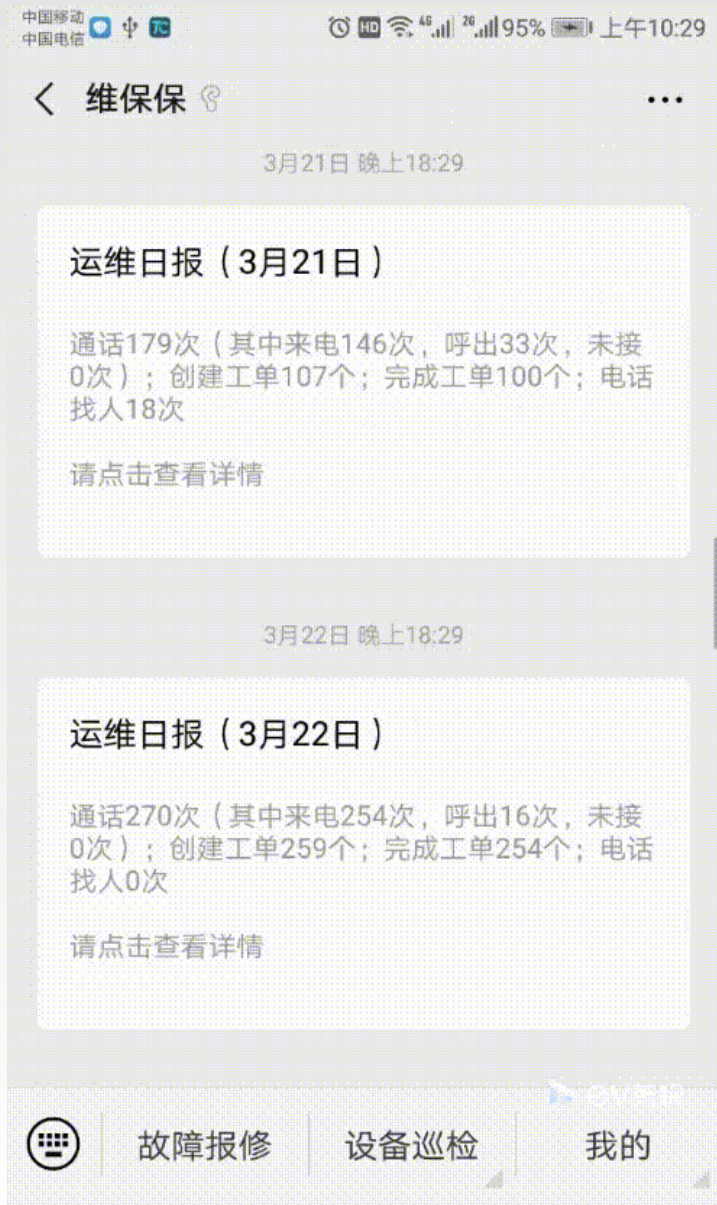 中国移动
中国电信
HD 4G 2G 95% 上午10:29
维保保
3月21日 晚上18:29
运维日报（3月21日）
通话179次（其中来电146次，呼出33次，未接
0次）；创建工单107个；完成工单100个；电话
找人18次
请点击查看详情
3月22日 晚上18:29
运维日报（3月22日）
通话270次（其中来电254次，呼出16次，未接
0次）；创建工单259个；完成工单254个；电话
找人0次
请点击查看详情
故障报修
设备巡检
我的